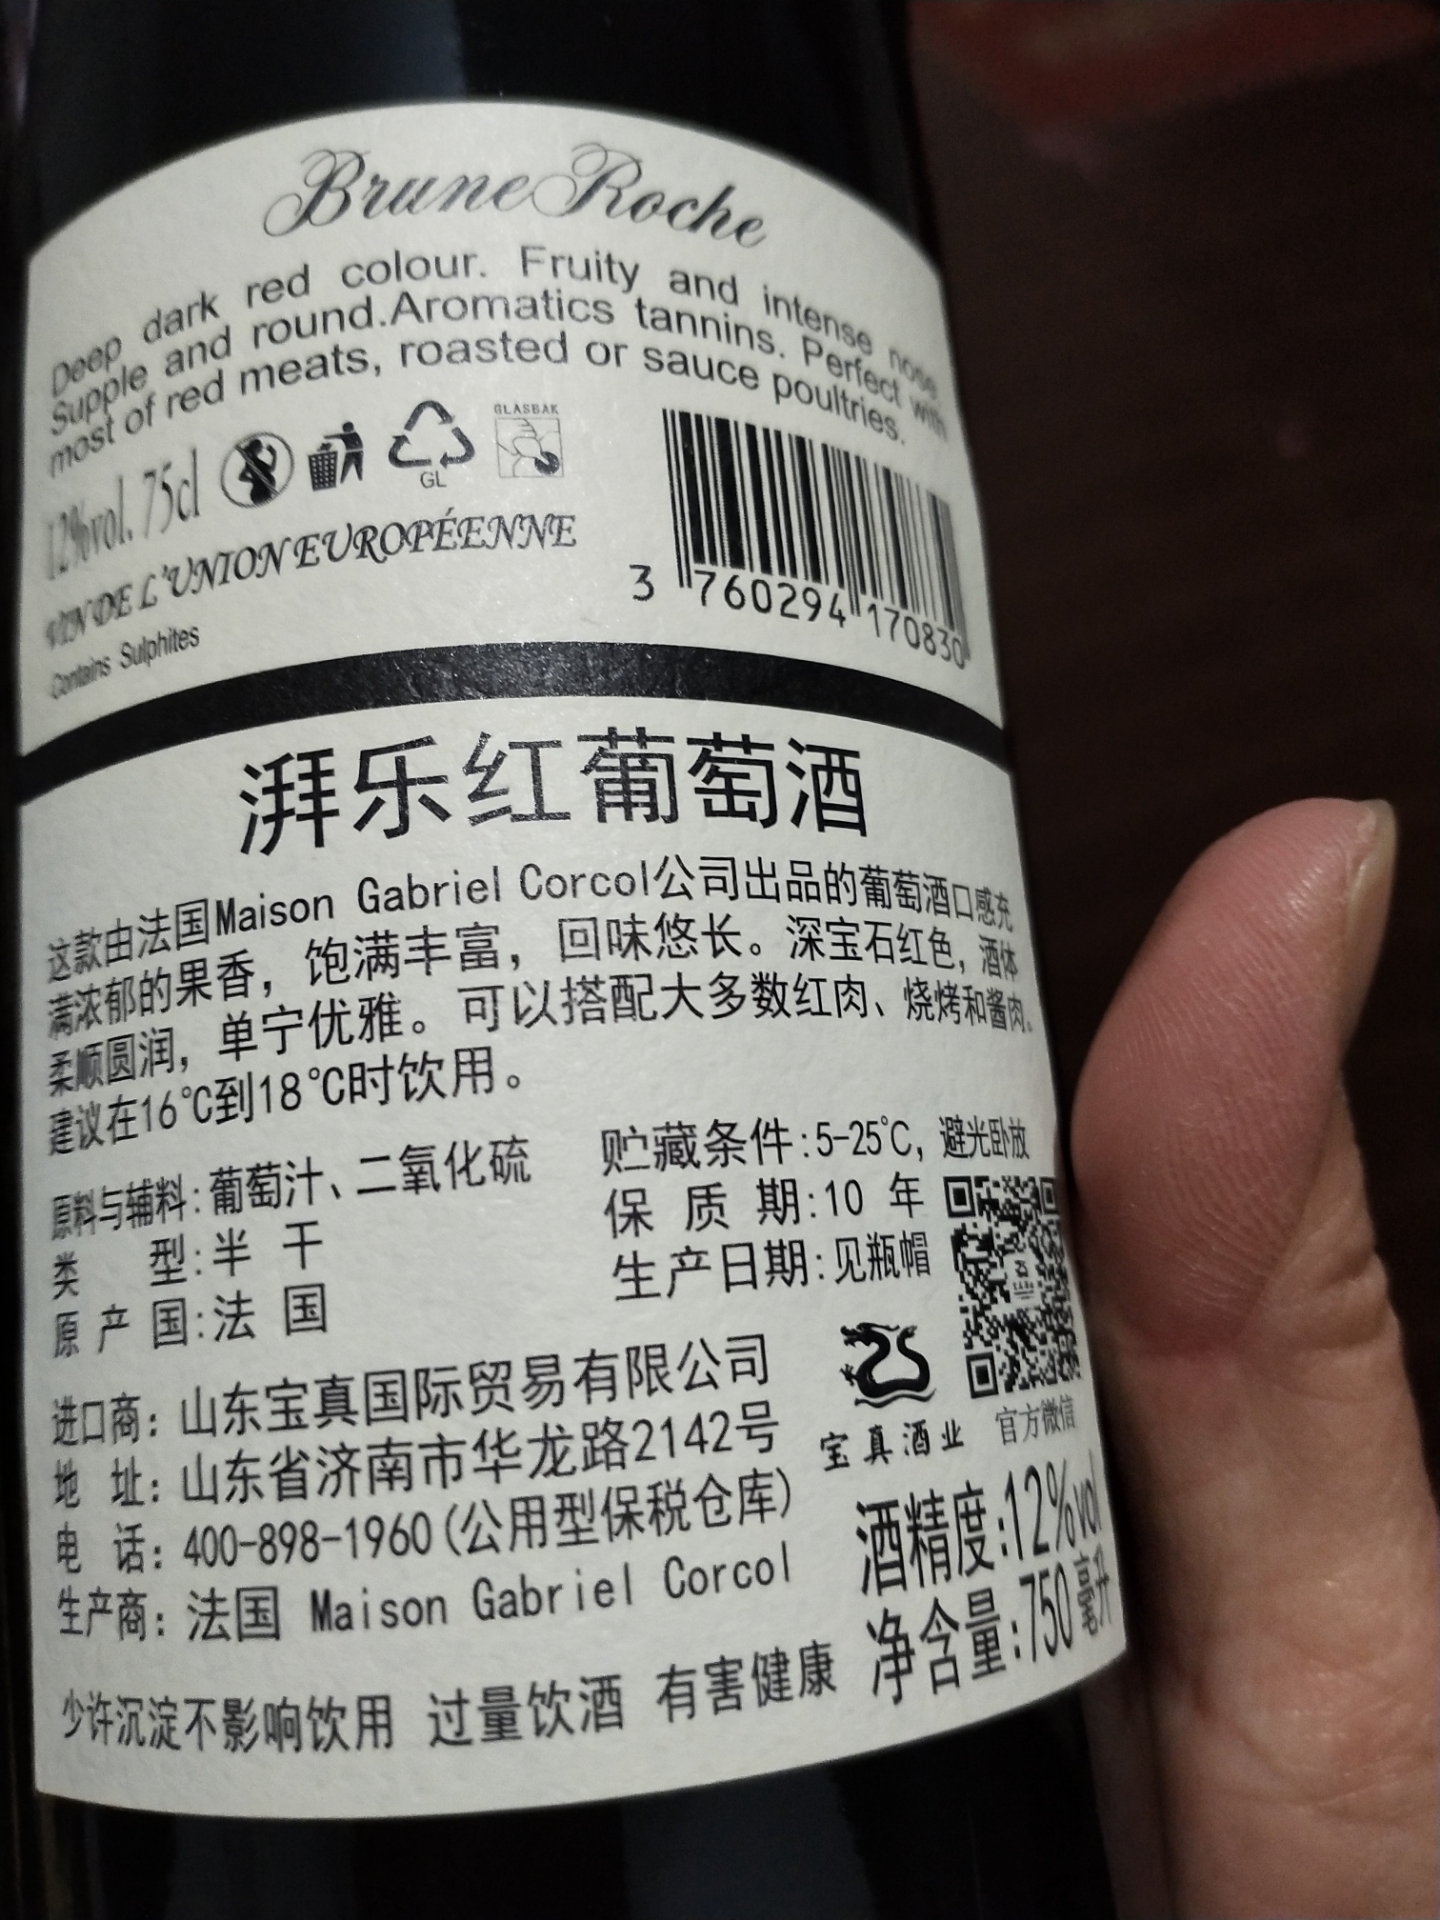 Brune Roche
Deep dark red colour. Fruity and intense nose.
Supple and round.Aromatics tannins. Perfect with
most of red meats, roasted or sauce poultries.
12%vol. 75cl
GL
GLASBAK
VIN DE L'UNION EUROPÉENNE
Contains Sulphites
3 760294 170830
湃乐红葡萄酒
这款由法国Maison Gabriel Corcol公司出品的葡萄酒口感充
满浓郁的果香，饱满丰富，回味悠长。深宝石红色，酒体
柔顺圆润，单宁优雅。可以搭配大多数红肉、烧烤和酱肉。
建议在16℃到18℃时饮用。
原料与辅料:葡萄汁、二氧化硫
类 型:半 干
原 产 国:法 国
贮藏条件:5-25℃, 避光卧放
保 质 期:10 年
生产日期:见瓶帽
进口商: 山东宝真国际贸易有限公司
地 址: 山东省济南市华龙路2142号
电 话: 400-898-1960(公用型保税仓库)
生产商: 法国 Maison Gabriel Corcol
宝真酒业
官方微信
酒精度:12%vol
净含量:750毫升
少许沉淀不影响饮用 过量饮酒 有害健康